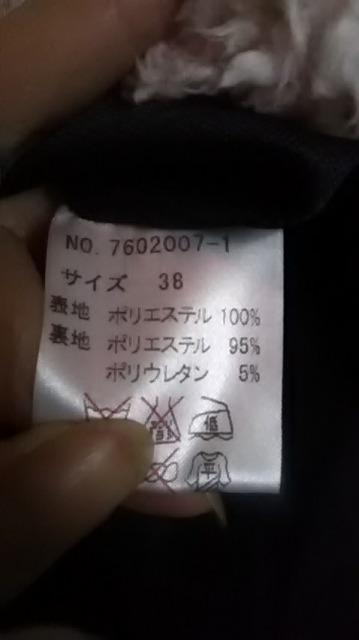 NO. 7602007-1
サイズ 38
表地 ポリエステル 100%
裏地 ポリエステル 95%
ポリウレタン 5%
低
平